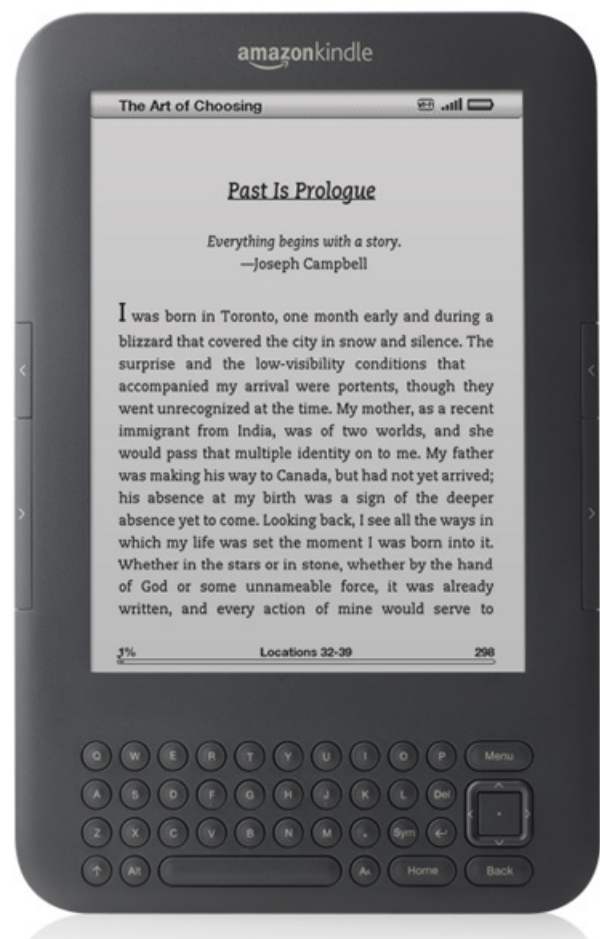 amazonkindle
The Art of Choosing
Past Is Prologue
Everything begins with a story.
—Joseph Campbell
I was born in Toronto, one month early and during a
blizzard that covered the city in snow and silence. The
surprise and the low-visibility conditions that
accompanied my arrival were portents, though they
went unrecognized at the time. My mother, as a recent
immigrant from India, was of two worlds, and she
would pass that multiple identity on to me. My father
was making his way to Canada, but had not yet arrived;
his absence at my birth was a sign of the deeper
absence yet to come. Looking back, I see all the ways in
which my life was set the moment I was born into it.
Whether in the stars or in stone, whether by the hand
of God or some unnameable force, it was already
written, and every action of mine would serve to
1% Locations 32-39 298
Q W E R T Y U I O P Menu
A S D F G H J K L Del
Z X C V B N M . Sym
Alt Aa Home Back